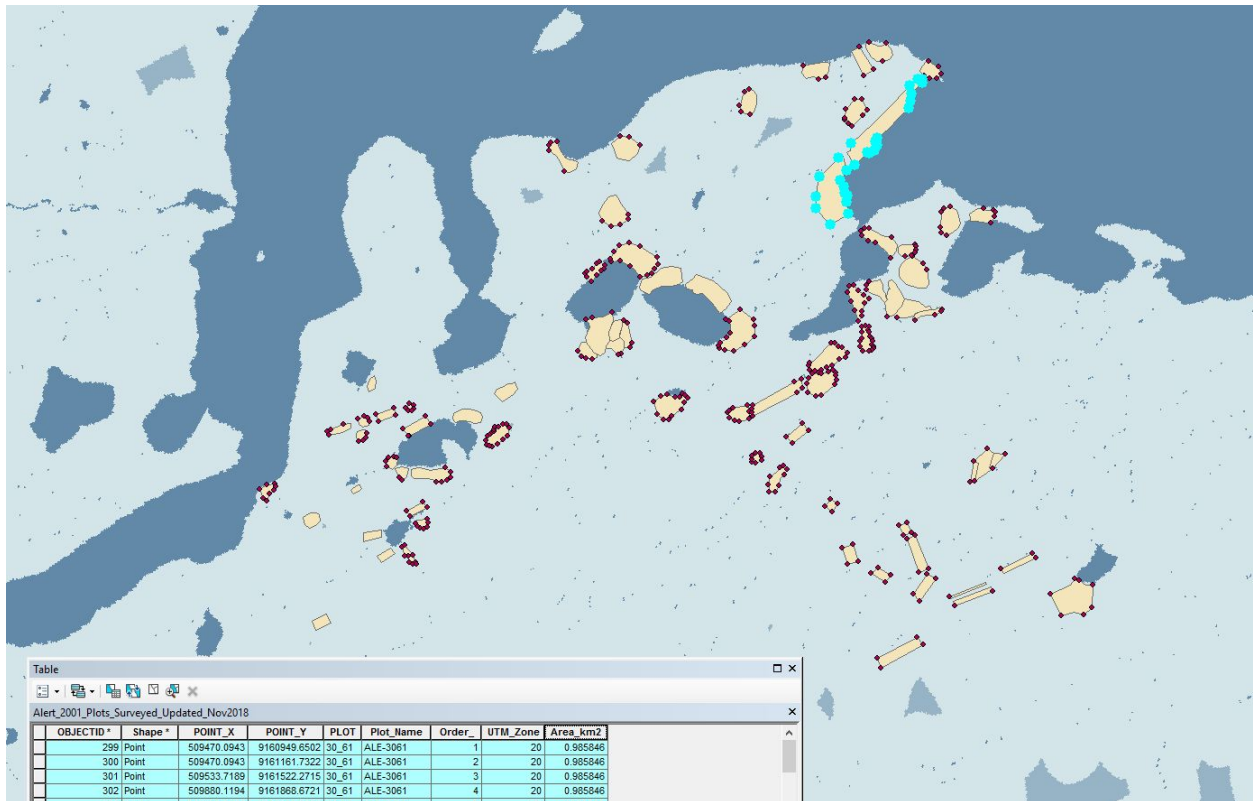 Table
Alert_2001_Plots_Surveyed_Updated_Nov2018
OBJECTID * Shape * POINT_X POINT_Y PLOT Plot_Name Order_ UTM_Zone Area_km2
299 Point 509470.0943 9160949.6502 30_61 ALE-3061 1 20 0.985846
300 Point 509470.0943 9161161.7322 30_61 ALE-3061 2 20 0.985846
301 Point 509533.7189 9161522.2715 30_61 ALE-3061 3 20 0.985846
302 Point 509880.1194 9161868.6721 30_61 ALE-3061 4 20 0.985846